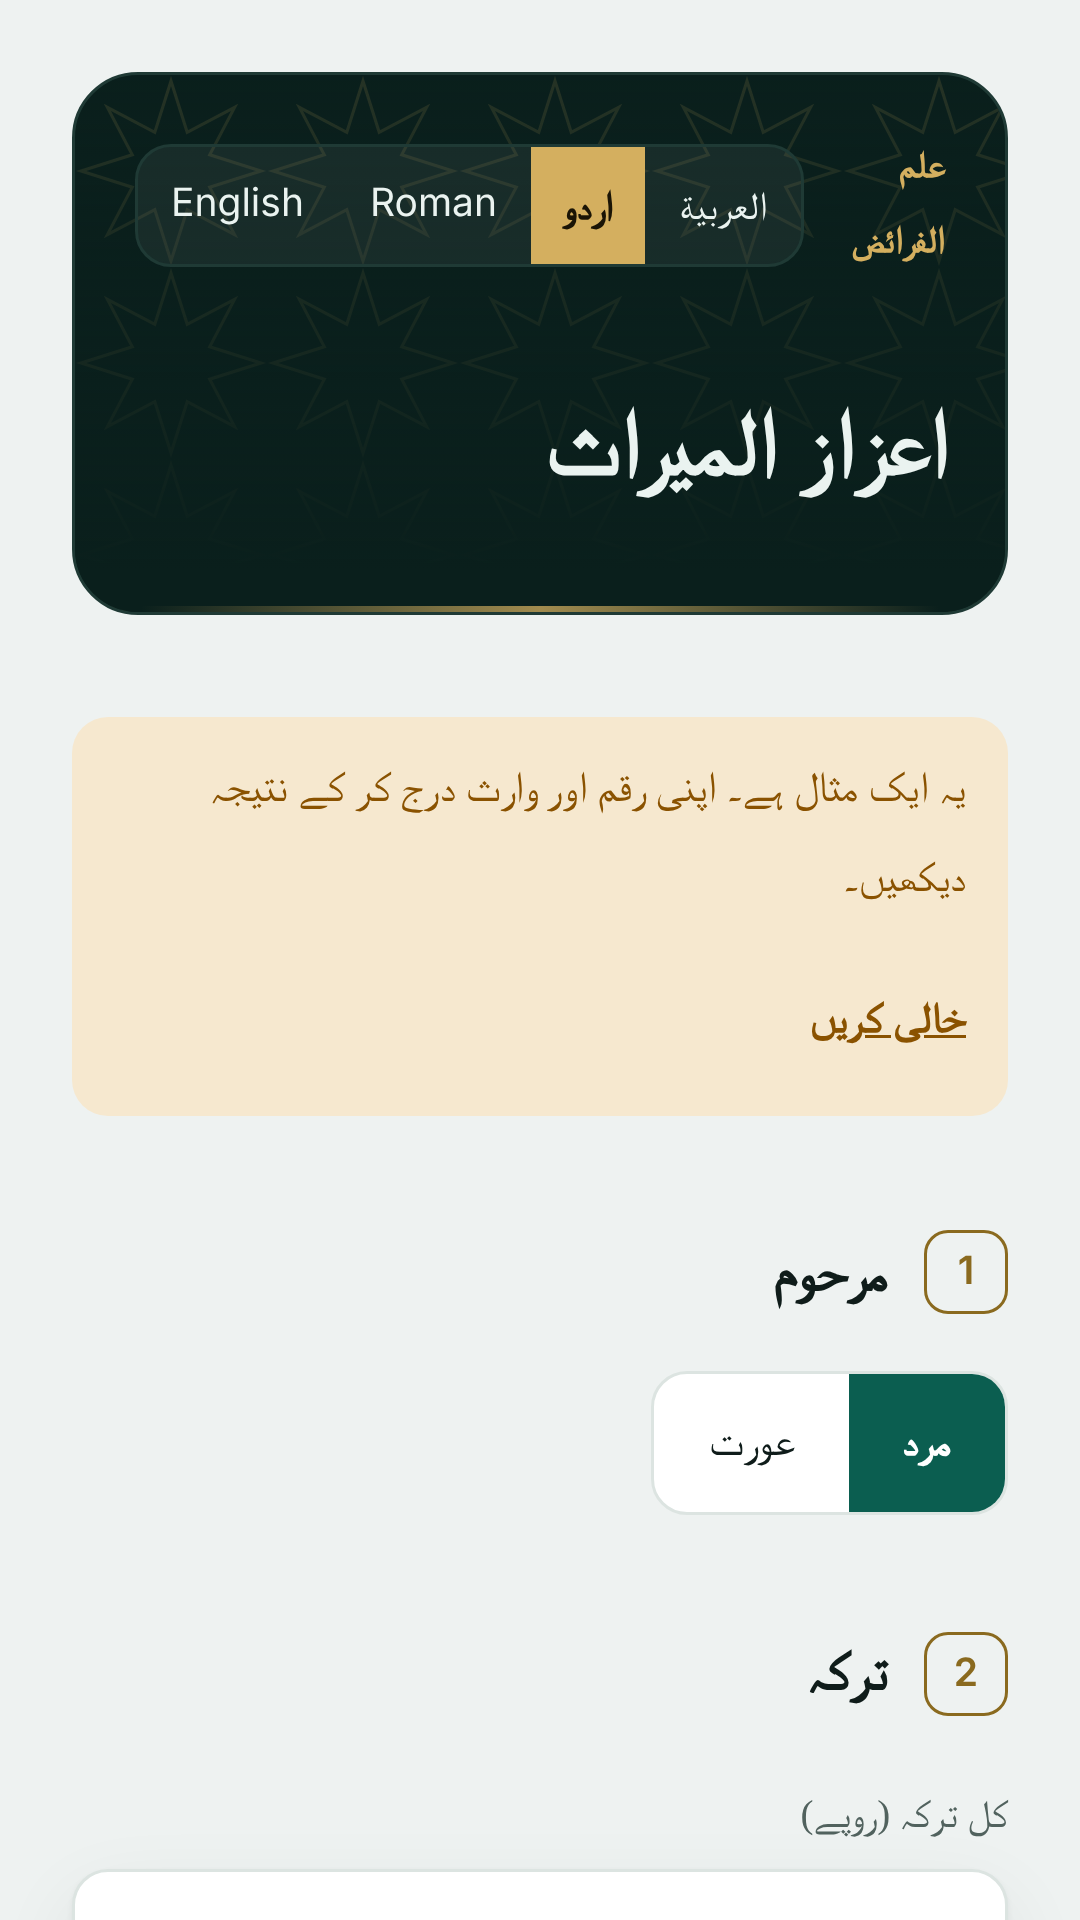 علم
الفرائض
العربية
اردو
Roman
English
اعزاز المیراث
یہ ایک مثال ہے۔ اپنی رقم اور وارث درج کر کے نتیجہ
دیکھیں۔
خالی کریں
1
مرحوم
مرد
عورت
2
ترکہ
کل ترکہ (روپے)